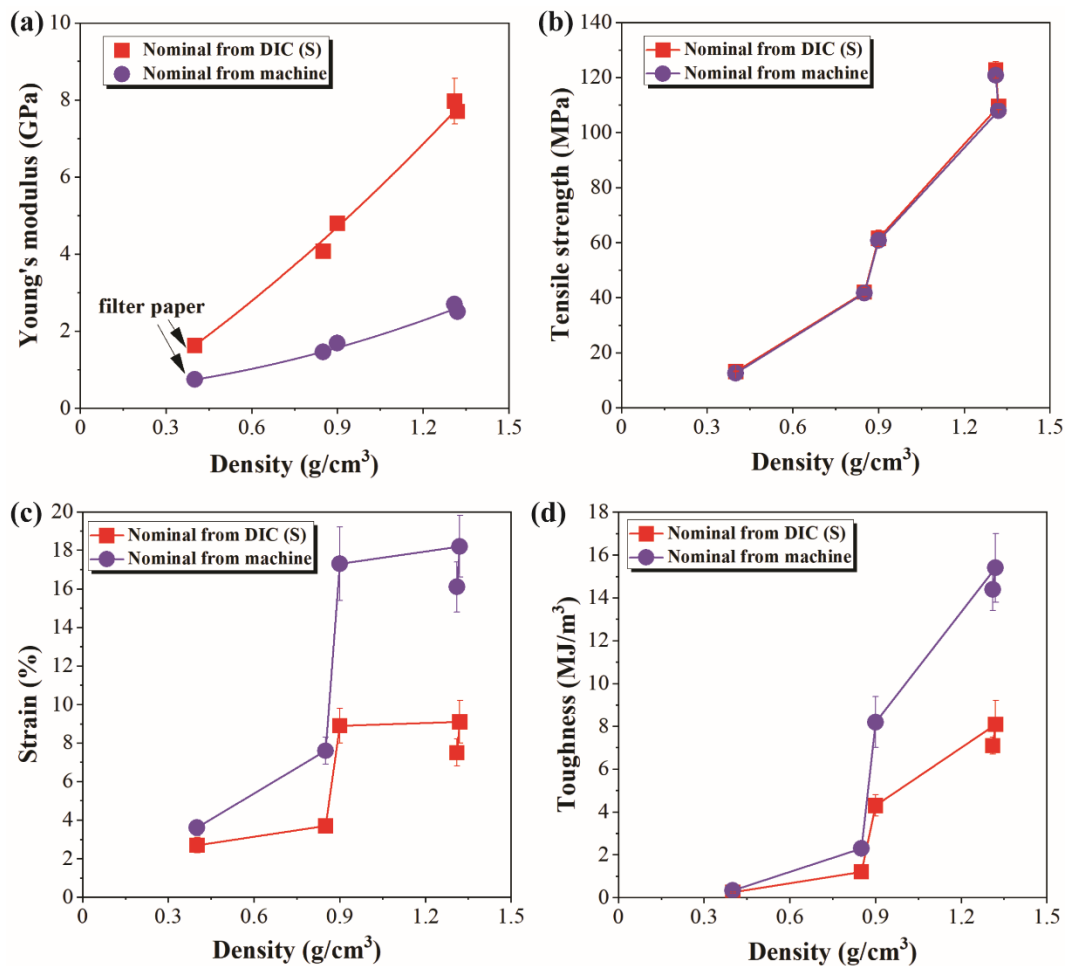 (a)
10
8
6
4
2
0
Young's modulus (GPa)
Nominal from DIC (S)
Nominal from machine
filter paper
0 0.3 0.6 0.9 1.2 1.5
Density (g/cm³)
(b)
140
120
100
80
60
40
20
0
Tensile strength (MPa)
Nominal from DIC (S)
Nominal from machine
0 0.3 0.6 0.9 1.2 1.5
Density (g/cm³)
(c)
20
18
16
14
12
10
8
6
4
2
0
Strain (%)
Nominal from DIC (S)
Nominal from machine
0 0.3 0.6 0.9 1.2 1.5
Density (g/cm³)
(d)
18
16
14
12
10
8
6
4
2
0
Toughness (MJ/m³)
Nominal from DIC (S)
Nominal from machine
0 0.3 0.6 0.9 1.2 1.5
Density (g/cm³)